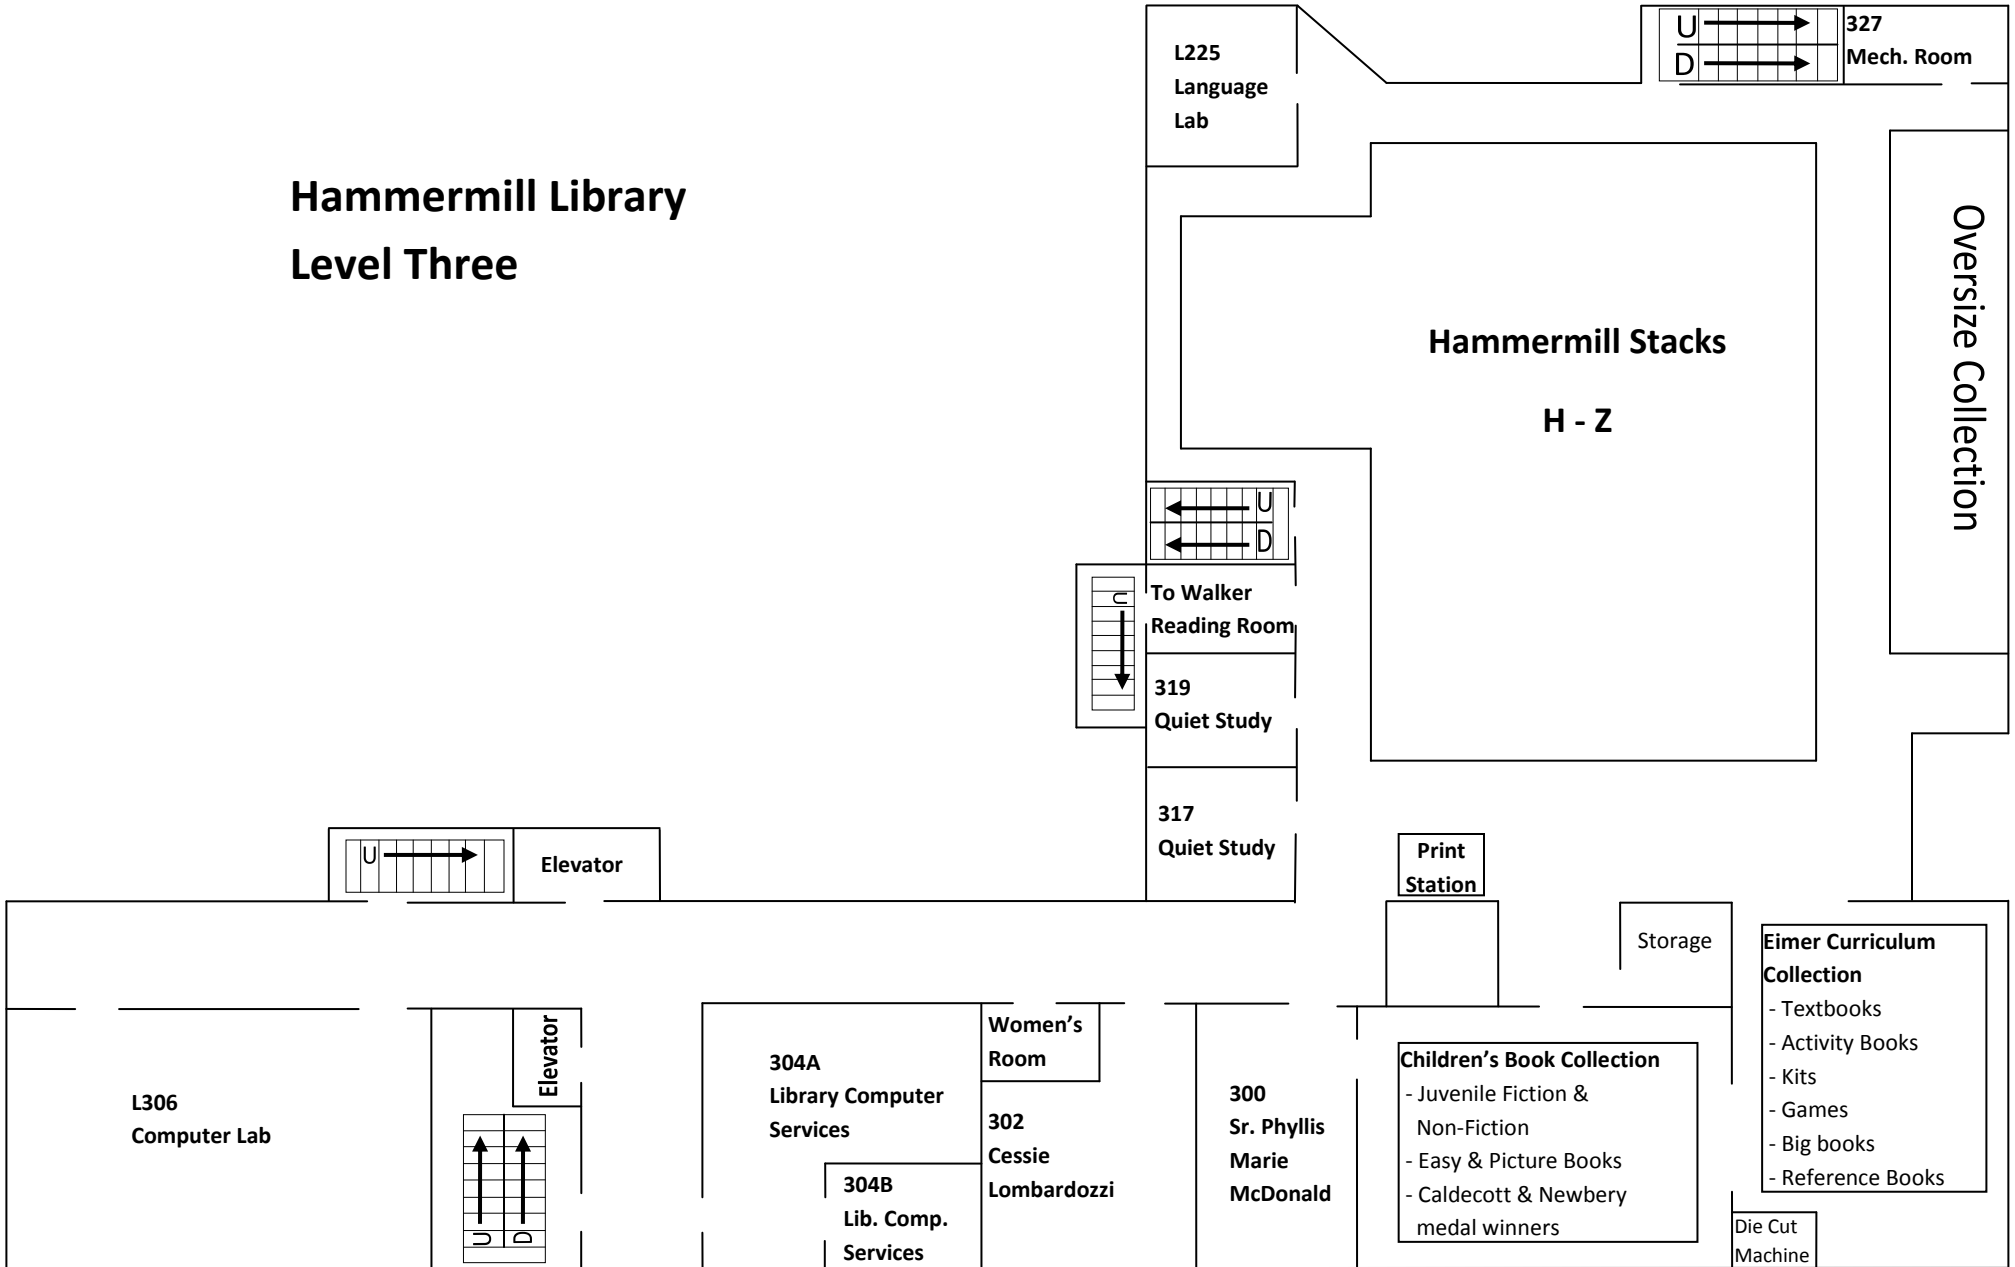 Hammermill Library
Level Three
L225
Language
Lab
U
D
327
Mech. Room
Oversize Collection
Hammermill Stacks
H - Z
U
D
U
To Walker
Reading Room
319
Quiet Study
317
Quiet Study
Print
Station
U
Elevator
Storage
Eimer Curriculum
Collection
- Textbooks
- Activity Books
- Kits
- Games
- Big books
- Reference Books
L306
Computer Lab
Elevator
U
D
304A
Library Computer
Services
304B
Lib. Comp.
Services
Women’s
Room
302
Cessie
Lombardozzi
300
Sr. Phyllis
Marie
McDonald
Children’s Book Collection
- Juvenile Fiction &
Non-Fiction
- Easy & Picture Books
- Caldecott & Newbery
medal winners
Die Cut
Machine